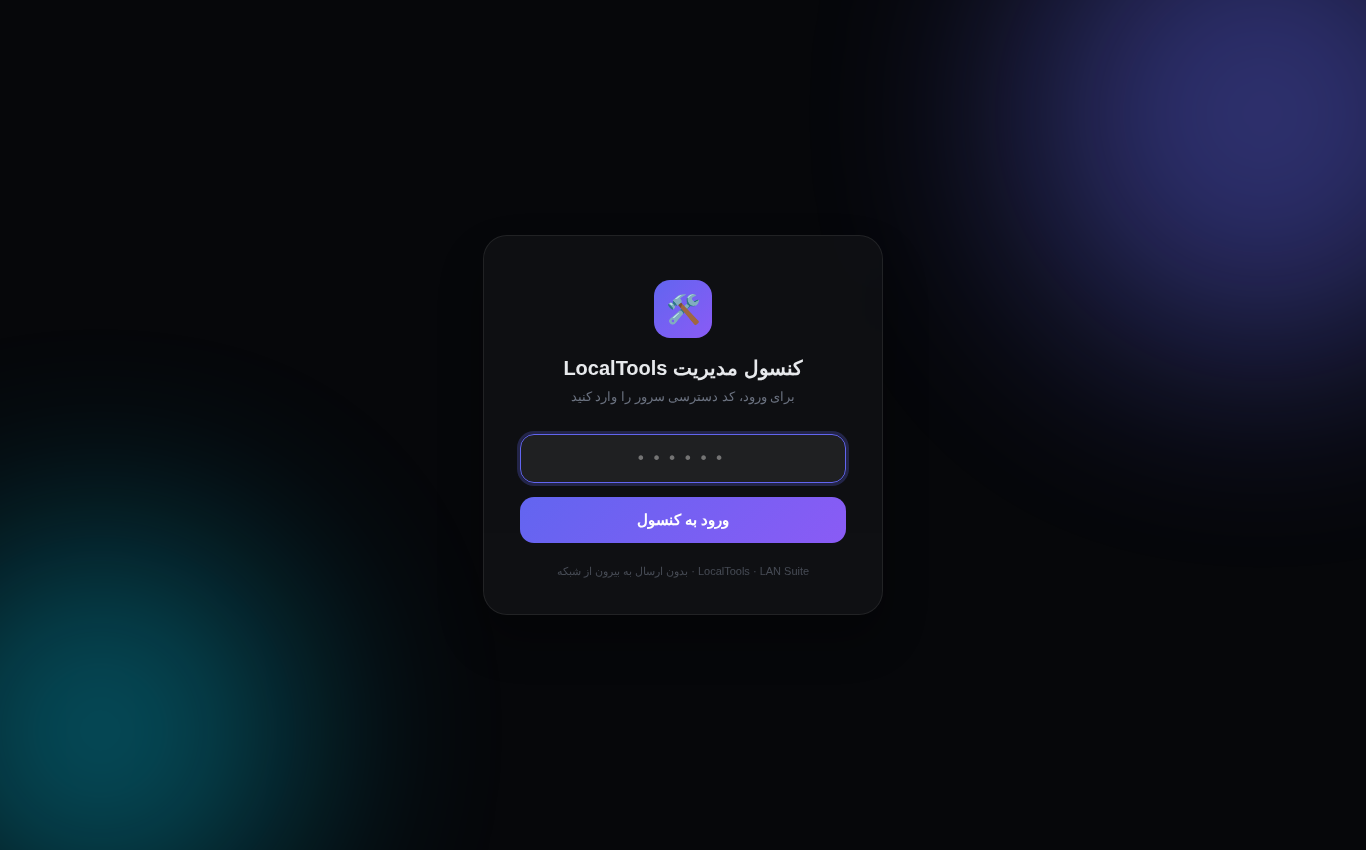 کنسول مدیریت LocalTools
برای ورود، کد دسترسی سرور را وارد کنید
• • • • • •
ورود به کنسول
LocalTools · LAN Suite · بدون ارسال به بیرون از شبکه